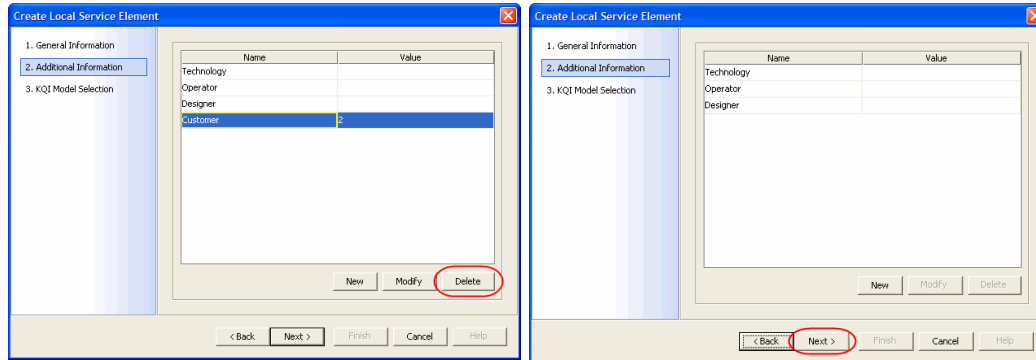 Create Local Service Element
1. General Information
2. Additional Information
3. KQI Model Selection
Name Value
Technology
Operator
Designer
Customer 2
New Modify Delete
< Back Next > Finish Cancel Help
Create Local Service Element
1. General Information
2. Additional Information
3. KQI Model Selection
Name Value
Technology
Operator
Designer
New Modify Delete
< Back Next > Finish Cancel Help